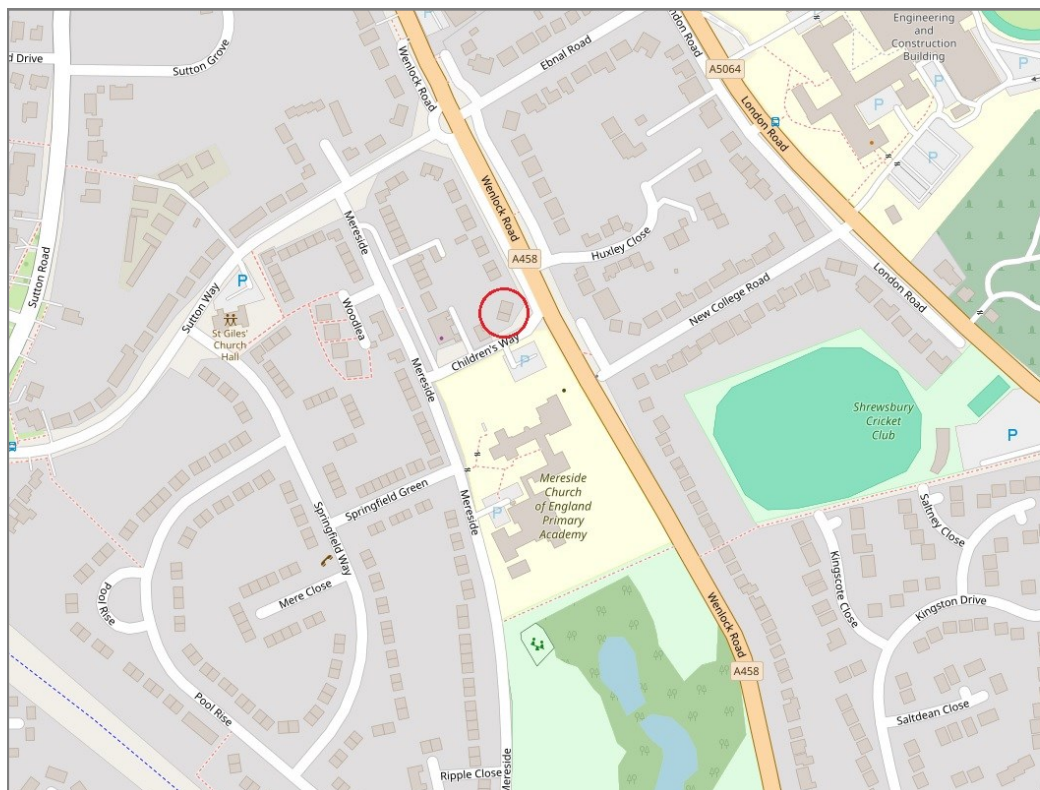 Engineering
and
Construction
Building
London Road
Wenlock Road
Ebnal Road
d Drive
Sutton Grove
A5064
P
London Road
P
P
P
Wenlock Road
Mereside
A458
Huxley Close
Sutton Road
Sutton Way
P
St Giles'
Church
Hall
Woodlea
New College Road
London Road
Children's Way
P
Mereside
Shrewsbury
Cricket
Club
P
Mereside
Church
of England
Primary
Academy
Springfield Green
P
Mereside
Springfield Way
Saltney Close
Mere Close
Pool Rise
Kingscote Close
Kingston Drive
Wenlock Road
A458
Pool Rise
Saltdean Close
Ripple Close
Mereside